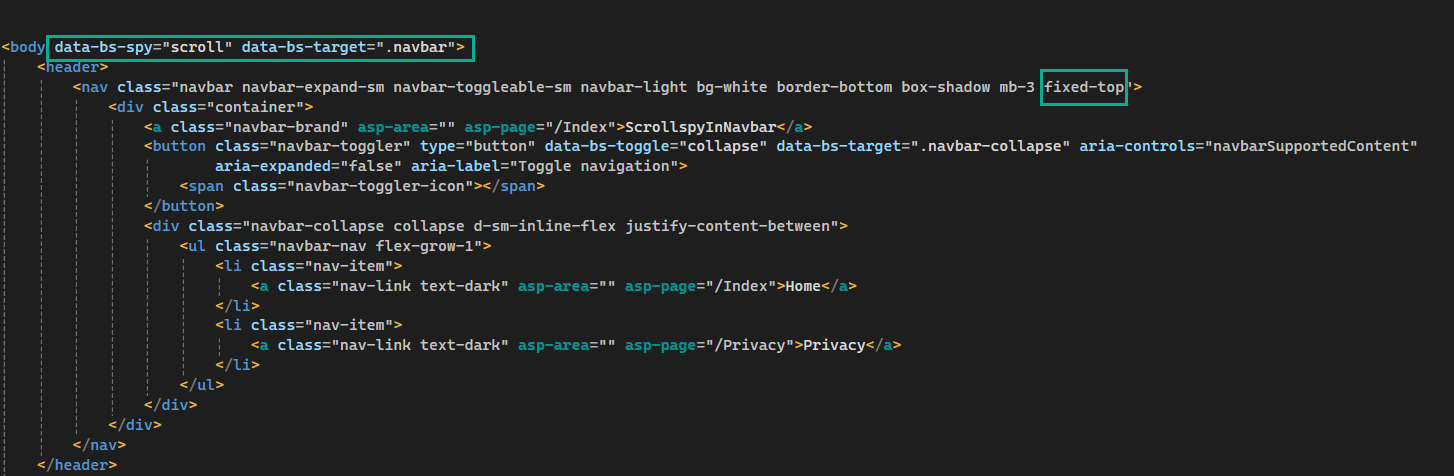 <body data-bs-spy="scroll" data-bs-target=".navbar">
<header>
<nav class="navbar navbar-expand-sm navbar-toggleable-sm navbar-light bg-white border-bottom box-shadow mb-3 fixed-top">
<div class="container">
<a class="navbar-brand" asp-area="" asp-page="/Index">ScrollspyInNavbar</a>
<button class="navbar-toggler" type="button" data-bs-toggle="collapse" data-bs-target=".navbar-collapse" aria-controls="navbarSupportedContent"
aria-expanded="false" aria-label="Toggle navigation">
<span class="navbar-toggler-icon"></span>
</button>
<div class="navbar-collapse collapse d-sm-inline-flex justify-content-between">
<ul class="navbar-nav flex-grow-1">
<li class="nav-item">
<a class="nav-link text-dark" asp-area="" asp-page="/Index">Home</a>
</li>
<li class="nav-item">
<a class="nav-link text-dark" asp-area="" asp-page="/Privacy">Privacy</a>
</li>
</ul>
</div>
</div>
</nav>
</header>